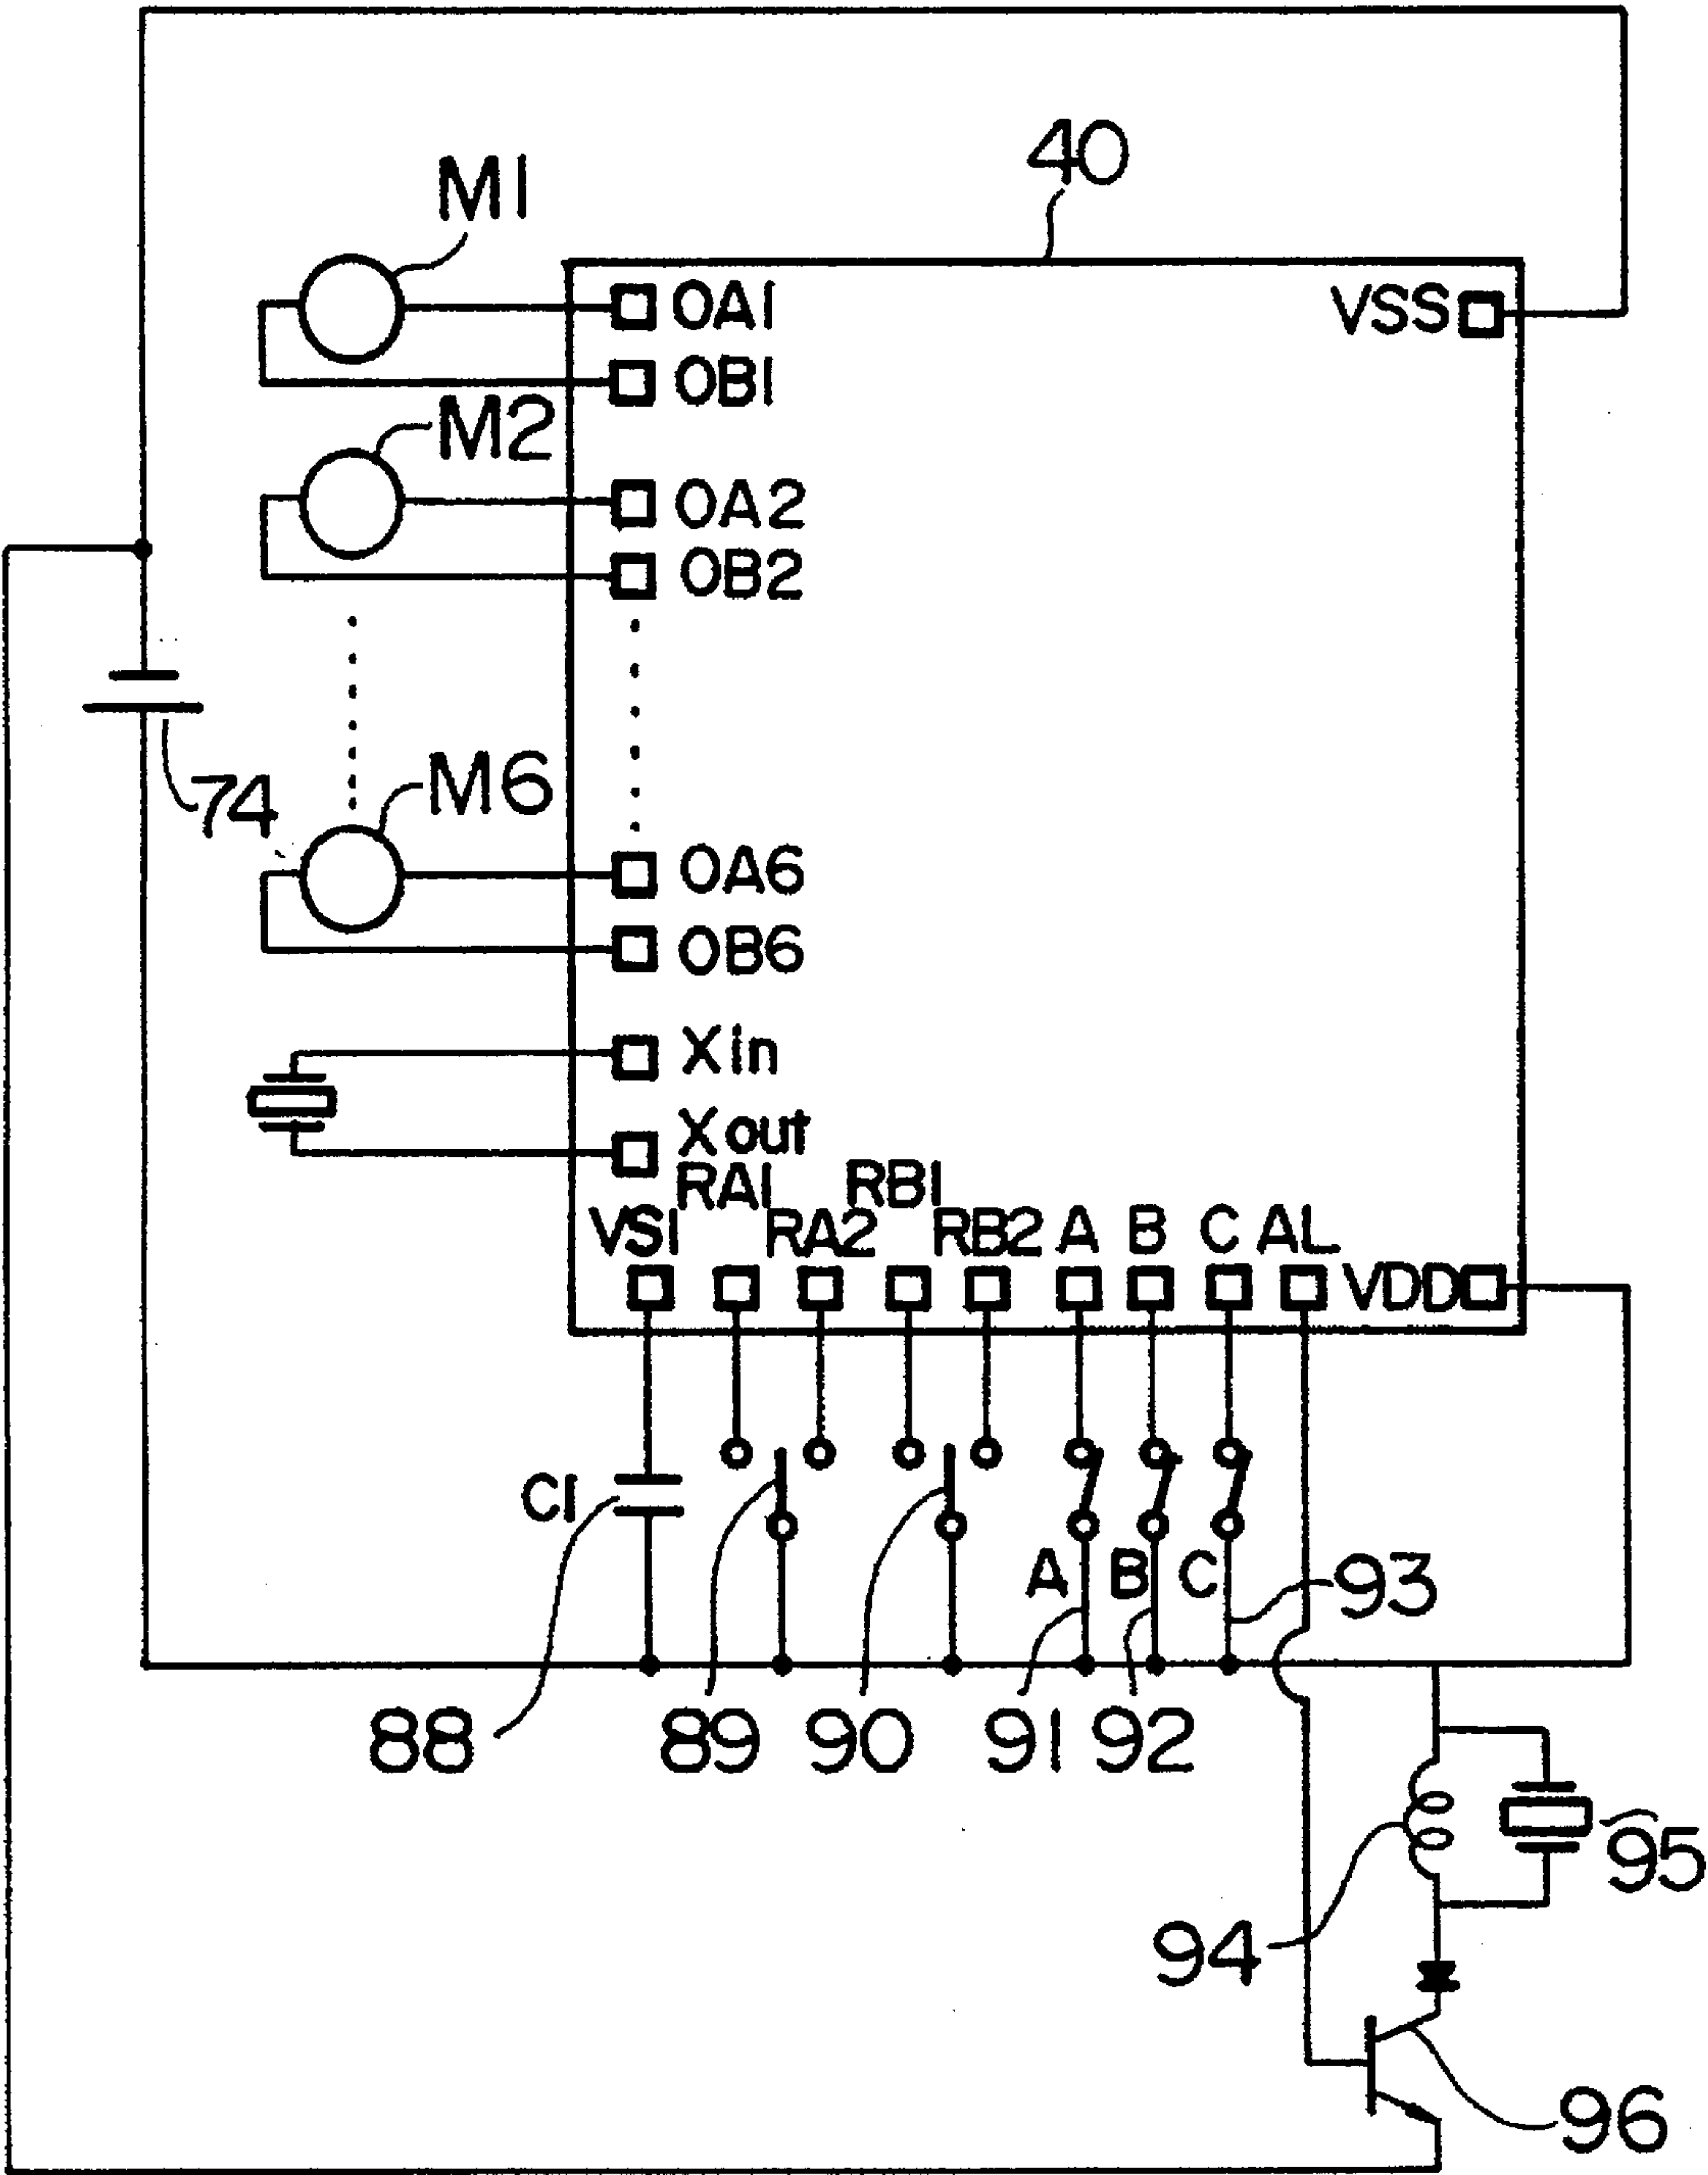 40
M1
OA1
VSS
OB1
M2
OA2
OB2
74
M6
OA6
OB6
Xin
Xout
RA1 RB1
VS1 RA2 RB2 A B C AL
VDD
C1
A B C 93
88 89 90 91 92
95
94
96